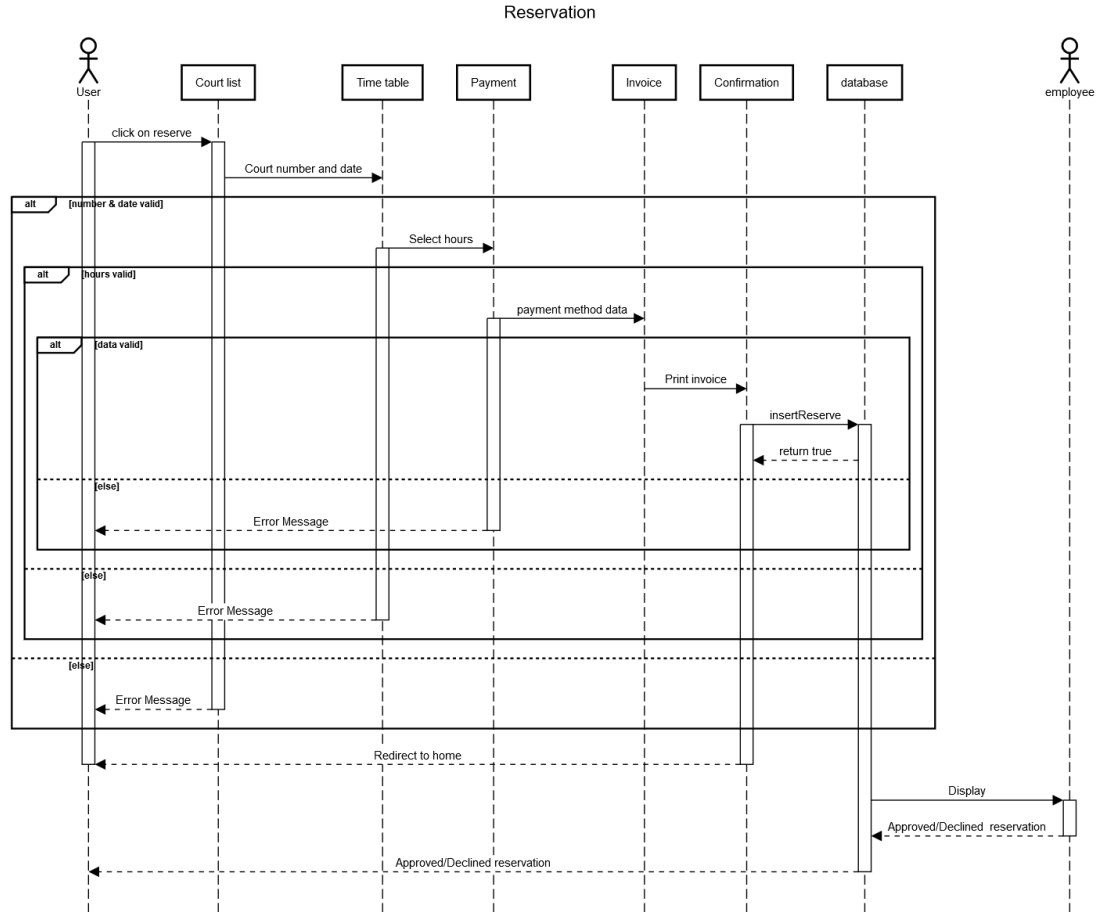 Reservation
User
Court list
Time table
Payment
Invoice
Confirmation
database
employee
click on reserve
Court number and date
alt
[number & date valid]
Select hours
alt
[hours valid]
payment method data
alt
[data valid]
Print invoice
insertReserve
return true
[else]
Error Message
[else]
Error Message
[else]
Error Message
Redirect to home
Display
Approved/Declined reservation
Approved/Declined reservation